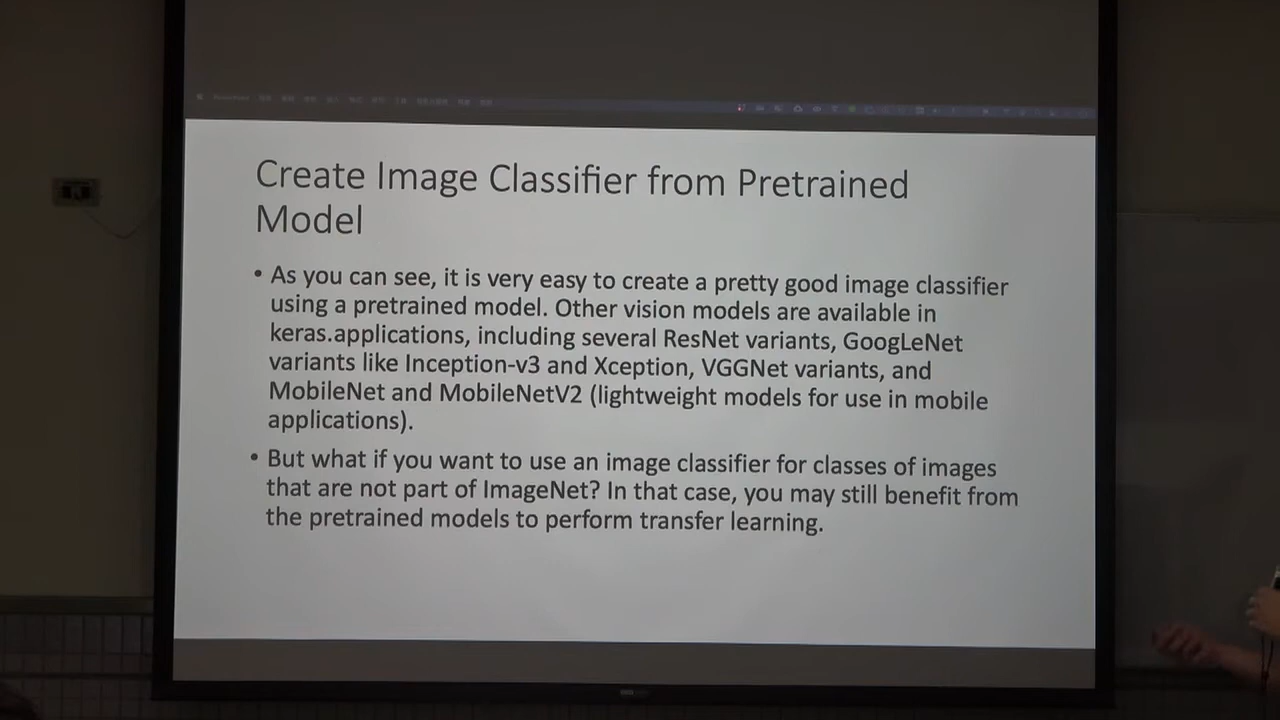 Create Image Classifier from Pretrained
Model
• As you can see, it is very easy to create a pretty good image classifier
using a pretrained model. Other vision models are available in
keras.applications, including several ResNet variants, GoogLeNet
variants like Inception-v3 and Xception, VGGNet variants, and
MobileNet and MobileNetV2 (lightweight models for use in mobile
applications).
• But what if you want to use an image classifier for classes of images
that are not part of ImageNet? In that case, you may still benefit from
the pretrained models to perform transfer learning.